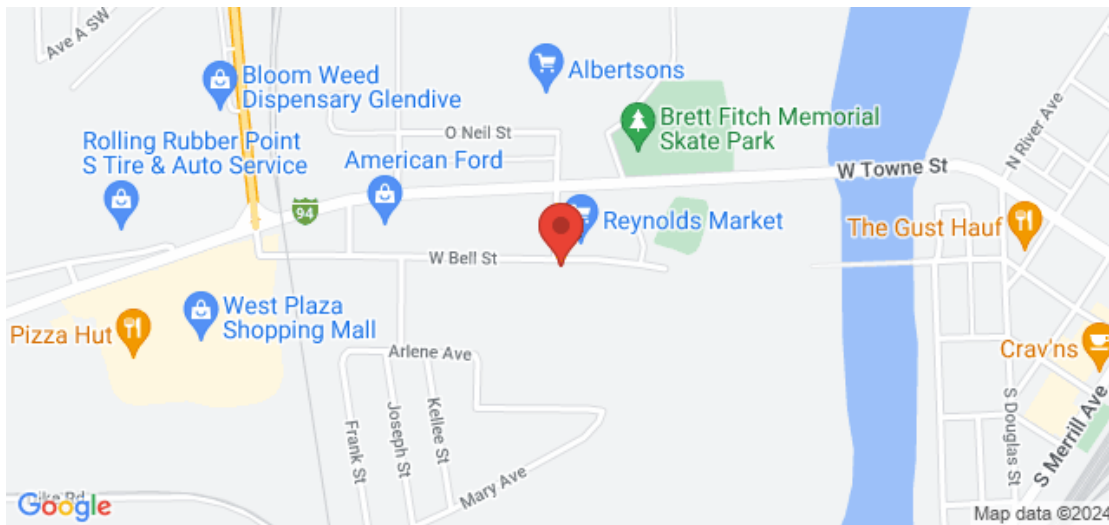 Ave A SW
Bloom Weed
Dispensary Glendive
Albertsons
Brett Fitch Memorial
Skate Park
N River Ave
O Neil St
Rolling Rubber Point
S Tire & Auto Service
American Ford
W Towne St
94
Reynolds Market
The Gust Hauf
W Bell St
West Plaza
Shopping Mall
Pizza Hut
Crav'ns
Arlene Ave
Frank St
Joseph St
Kellee St
Mary Ave
S Douglas St
S Merrill Ave
Rd
Google
Map data ©2024